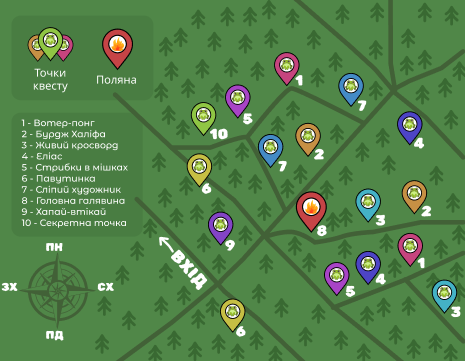 Точки
квесту
Поляна
1 - Вотер-понг
2 - Бурдж Халіфа
3 - Живий кросворд
4 - Еліас
5 - Стрибки в мішках
6 - Павутинка
7 - Сліпий художник
8 - Головна галявина
9 - Хапай-втікай
10 - Секретна точка
1
5
7
10
4
2
7
6
2
3
8
9
ВХІД
1
4
5
3
6
ПН
ЗХ
СХ
ПД